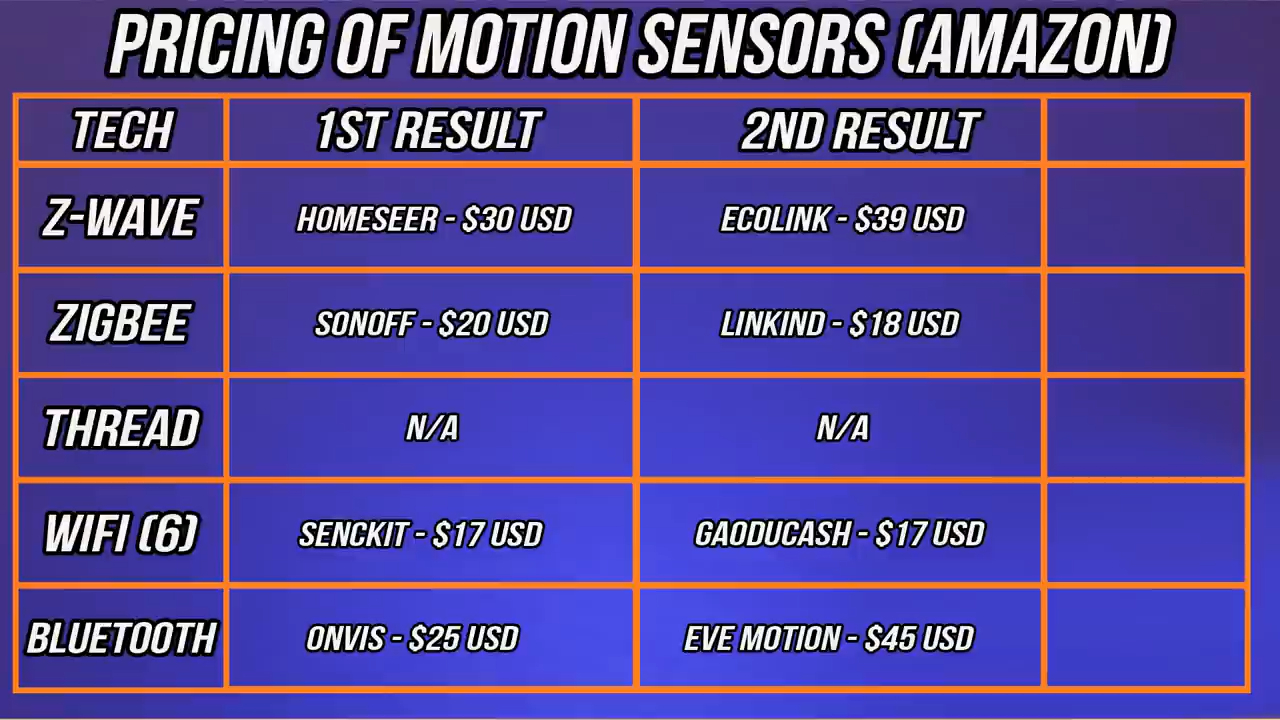 PRICING OF MOTION SENSORS (AMAZON)
TECH 1ST RESULT 2ND RESULT
Z-WAVE HOMESEER - $30 USD ECOLINK - $39 USD
ZIGBEE SONOFF - $20 USD LINKIND - $18 USD
THREAD N/A N/A
WIFI (6) SENCKIT - $17 USD GAODUCASH - $17 USD
BLUETOOTH ONVIS - $25 USD EVE MOTION - $45 USD